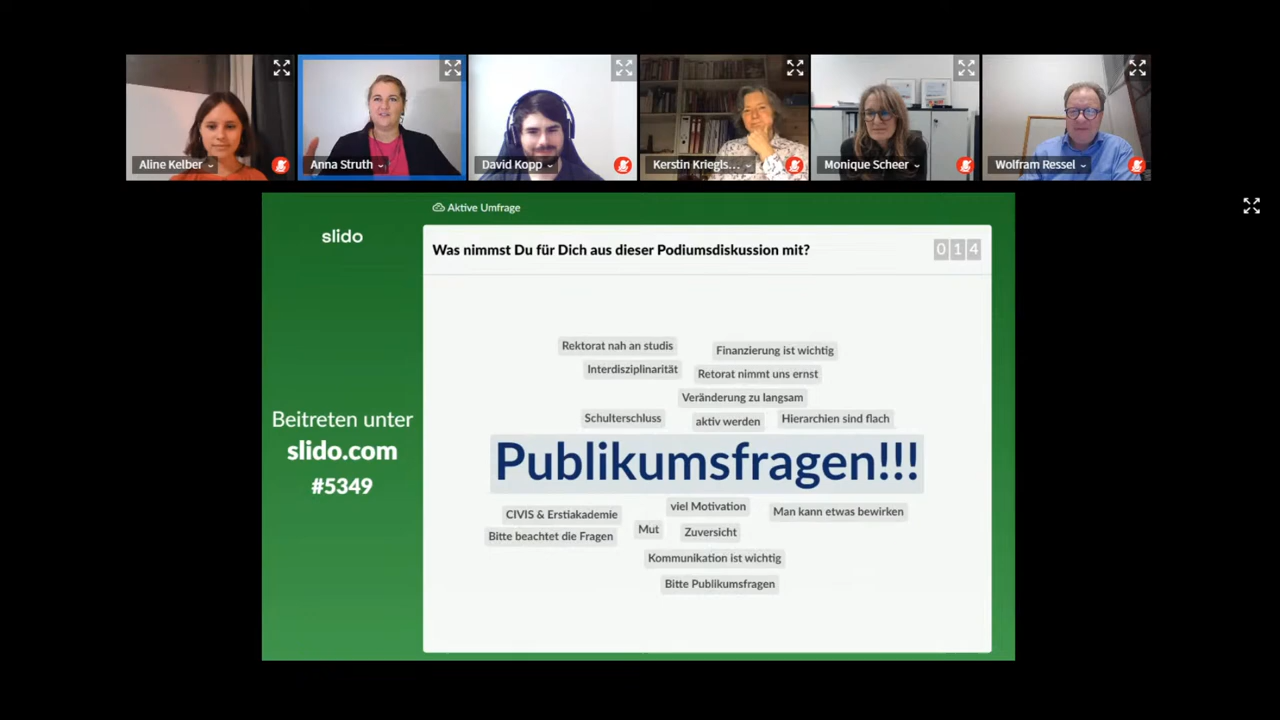 Aline Kelber
Anna Struth
David Kopp
Kerstin Kriegls...
Monique Scheer
Wolfram Ressel
slido
Aktive Umfrage
Was nimmst Du für Dich aus dieser Podiumsdiskussion mit?
014
Rektorat nah an studis
Finanzierung ist wichtig
Interdisziplinarität
Retorat nimmt uns ernst
Veränderung zu langsam
Schulterschluss
aktiv werden
Hierarchien sind flach
Publikumsfragen!!!
CIVIS & Erstiakademie
viel Motivation
Man kann etwas bewirken
Bitte beachtet die Fragen
Mut
Zuversicht
Kommunikation ist wichtig
Bitte Publikumsfragen
Beitreten unter
slido.com
#5349